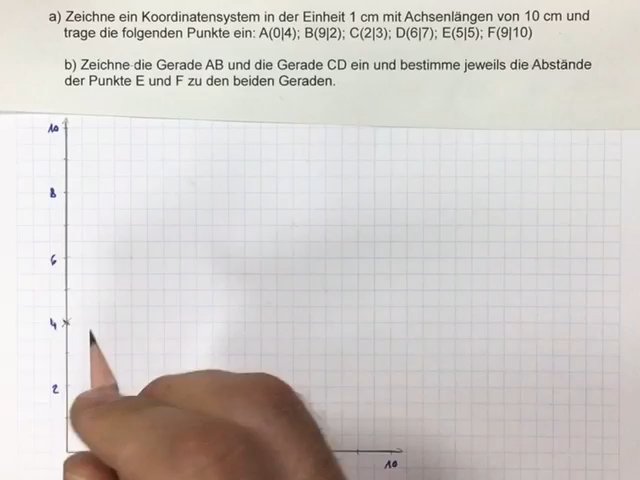 a) Zeichne ein Koordinatensystem in der Einheit 1 cm mit Achsenlängen von 10 cm und
trage die folgenden Punkte ein: A(0|4); B(9|2); C(2|3); D(6|7); E(5|5); F(9|10)
b) Zeichne die Gerade AB und die Gerade CD ein und bestimme jeweils die Abstände
der Punkte E und F zu den beiden Geraden.
10
8
6
4
2
10